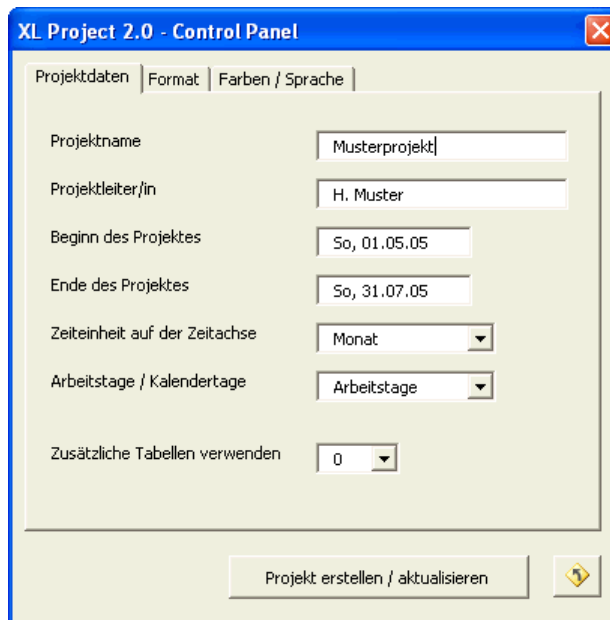 XL Project 2.0 - Control Panel
Projektdaten Format Farben / Sprache
Projektname Musterprojekt
Projektleiter/in H. Muster
Beginn des Projektes So, 01.05.05
Ende des Projektes So, 31.07.05
Zeiteinheit auf der Zeitachse Monat
Arbeitstage / Kalendertage Arbeitstage
Zusätzliche Tabellen verwenden 0
Projekt erstellen / aktualisieren